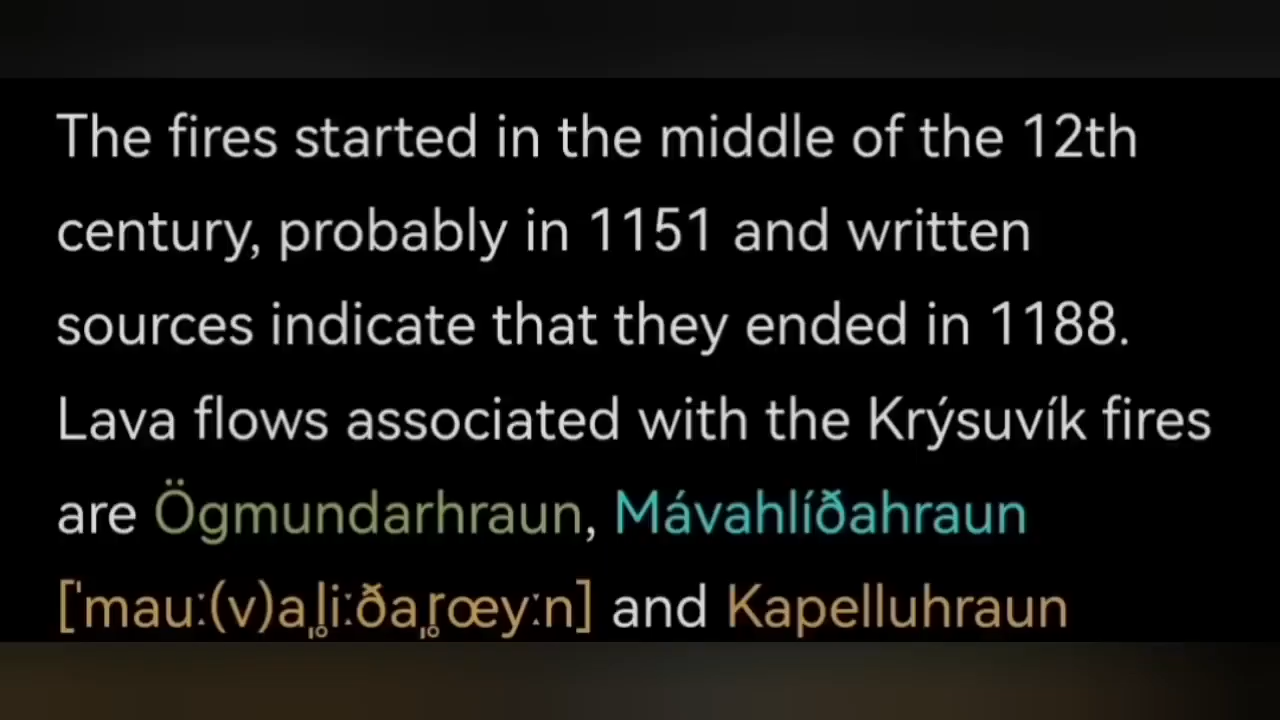 The fires started in the middle of the 12th
century, probably in 1151 and written
sources indicate that they ended in 1188.
Lava flows associated with the Krýsuvík fires
are Ögmundarhraun, Mávahlíðahraun
[ˈmauː(v)aˌl̥iːðaˌr̥œyːn] and Kapelluhraun